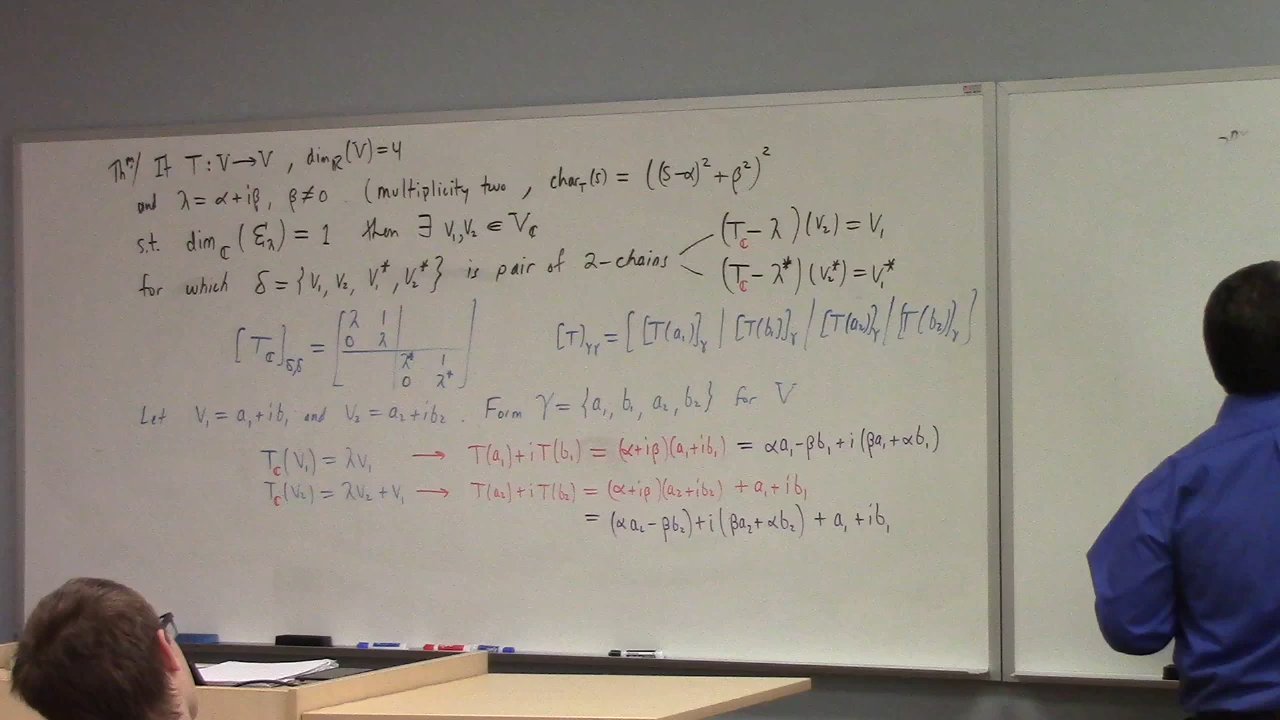 Thm/ If T: V→V, dim_ℝ(V)=4
and λ=α+iβ, β≠0 (multiplicity two, char_T(s) = ((s-α)²+β²)²
s.t. dim_ℂ(ℰ_λ) = 1 then ∃ v₁,v₂ ∈ V_ℂ
for which δ = {v₁, v₂, v₁*, v₂*} is pair of 2-chains
(T_ℂ - λ)(v₂) = v₁
(T_ℂ - λ*)(v₂*) = v₁*
[T_ℂ]_δ,δ = [λ 1 | ; 0 λ | ; | λ* 1 ; | 0 λ*]
[T]_γγ = [[T(a₁)]_γ | [T(b₁)]_γ | [T(a₂)]_γ | [T(b₂)]_γ]
Let v₁ = a₁+ib₁ and v₂ = a₂+ib₂. Form γ = {a₁, b₁, a₂, b₂} for V
T_ℂ(v₁) = λv₁ → T(a₁)+iT(b₁) = (α+iβ)(a₁+ib₁) = αa₁-βb₁+i(βa₁+αb₁)
T_ℂ(v₂) = λv₂ + v₁ → T(a₂)+iT(b₂) = (α+iβ)(a₂+ib₂) + a₁+ib₁
= (αa₂-βb₂)+i(βa₂+αb₂) + a₁+ib₁